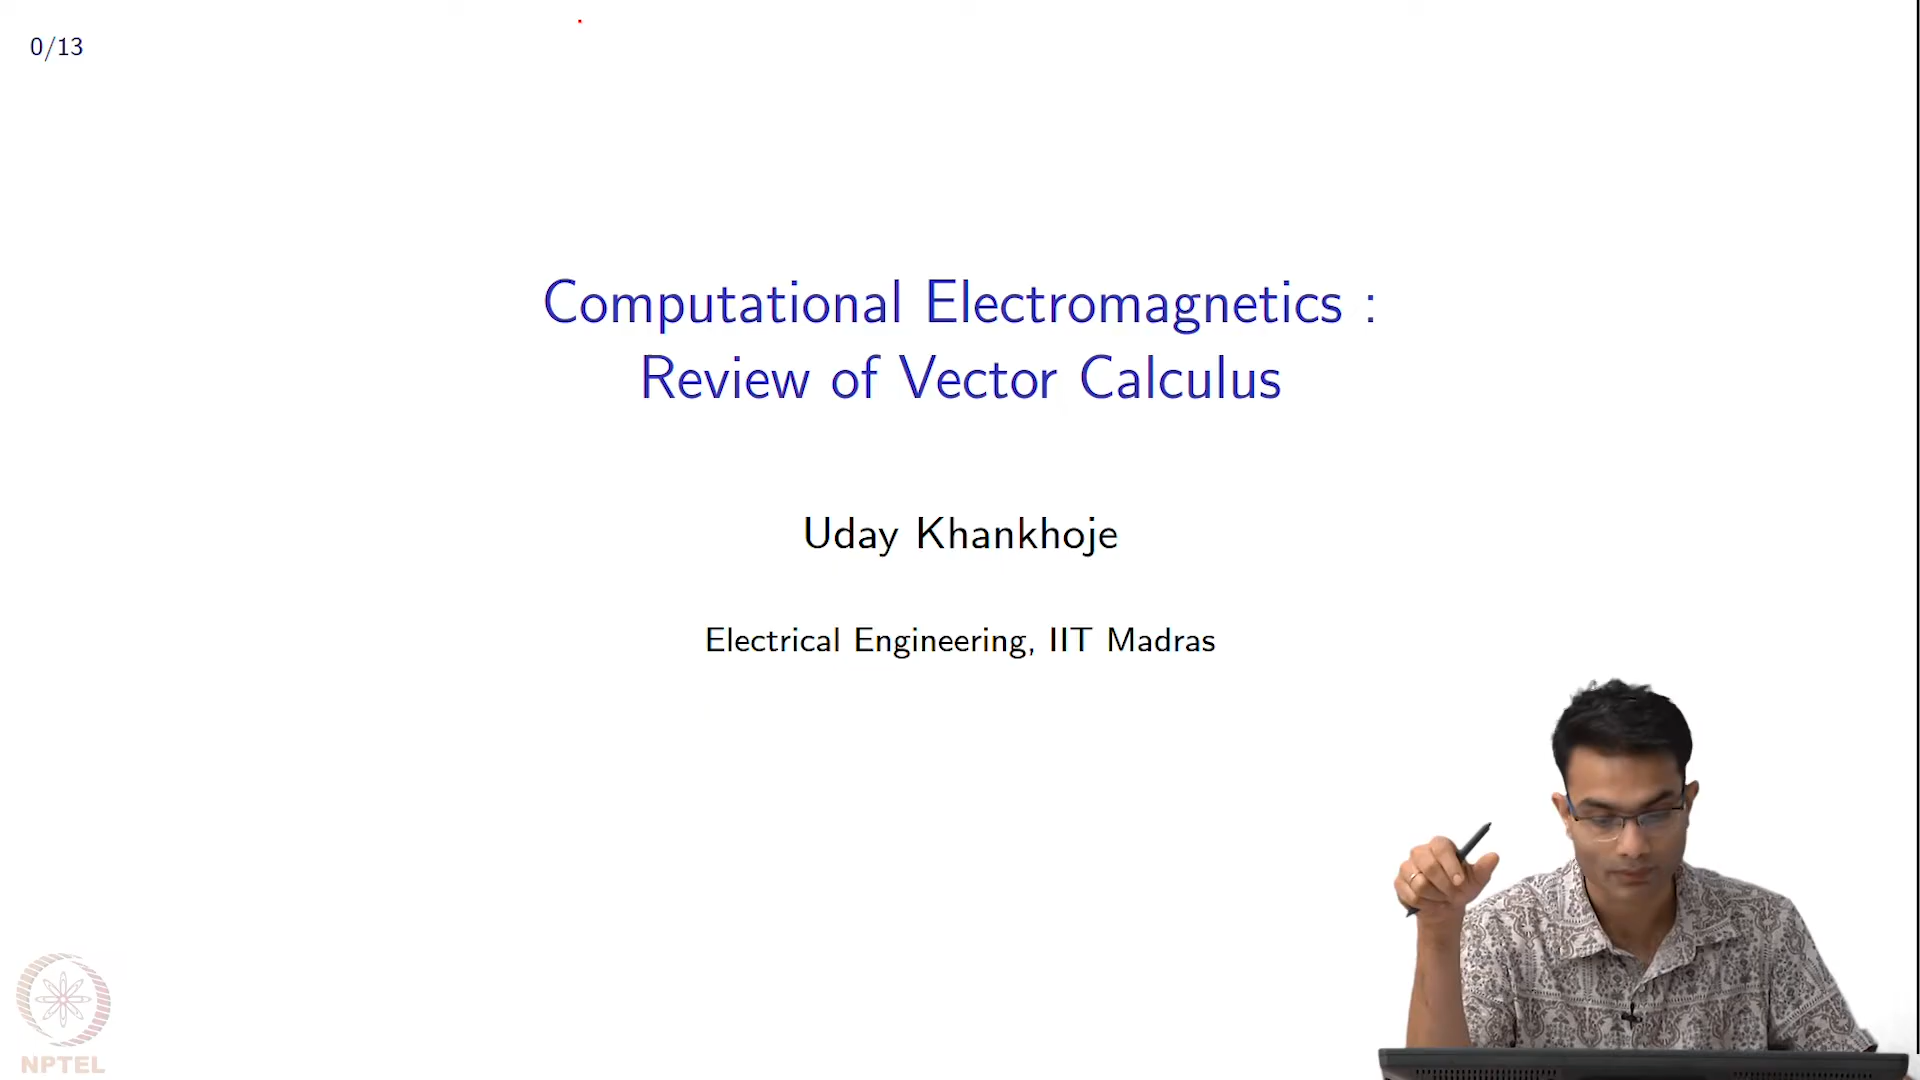 0/13
Computational Electromagnetics :
Review of Vector Calculus
Uday Khankhoje
Electrical Engineering, IIT Madras
NPTEL